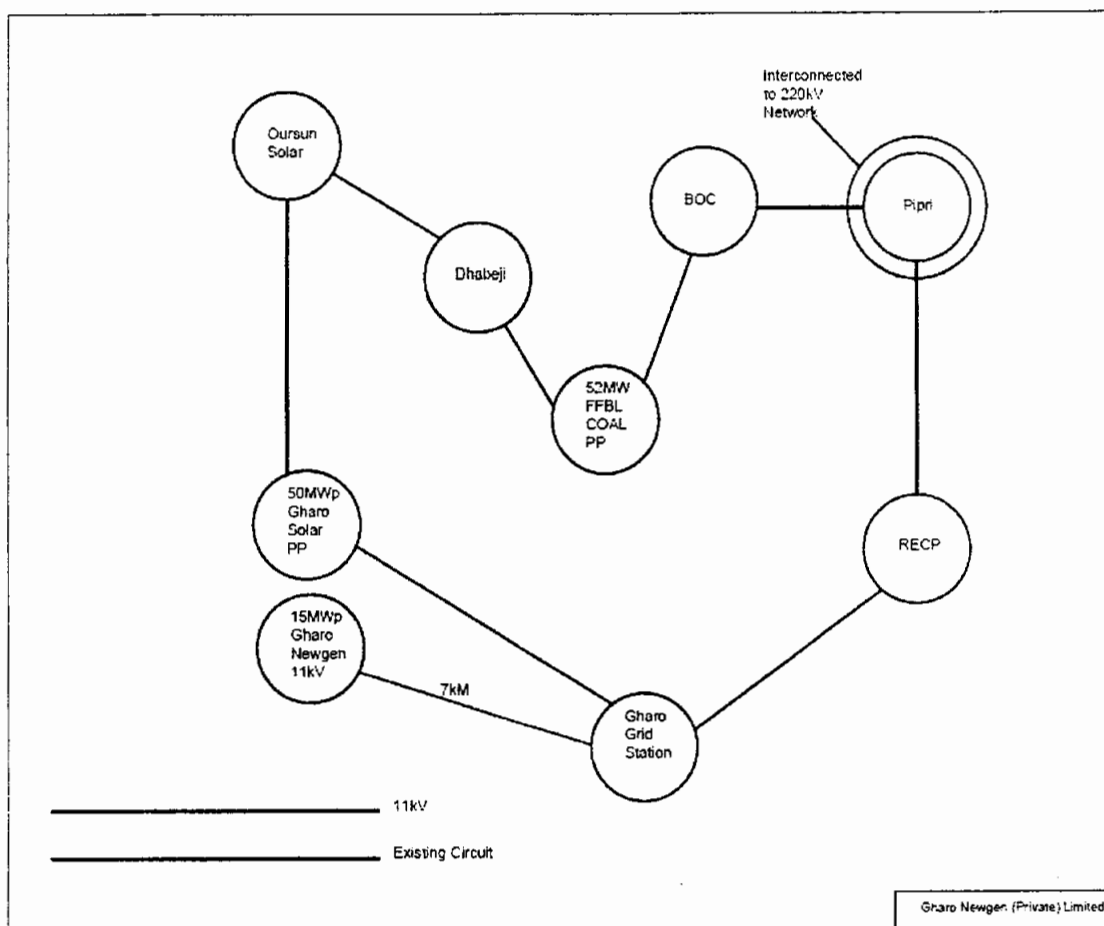 Interconnected
to 220kV
Network
Oursun
Solar
BOC
Pipri
Dhabeji
52MW
FFBL
COAL
PP
50MWp
Gharo
Solar
PP
RECP
15MWp
Gharo
Newgen
11kV
7kM
Gharo
Grid
Station
11kV
Existing Circuit
Gharo Newgen (Private) Limited